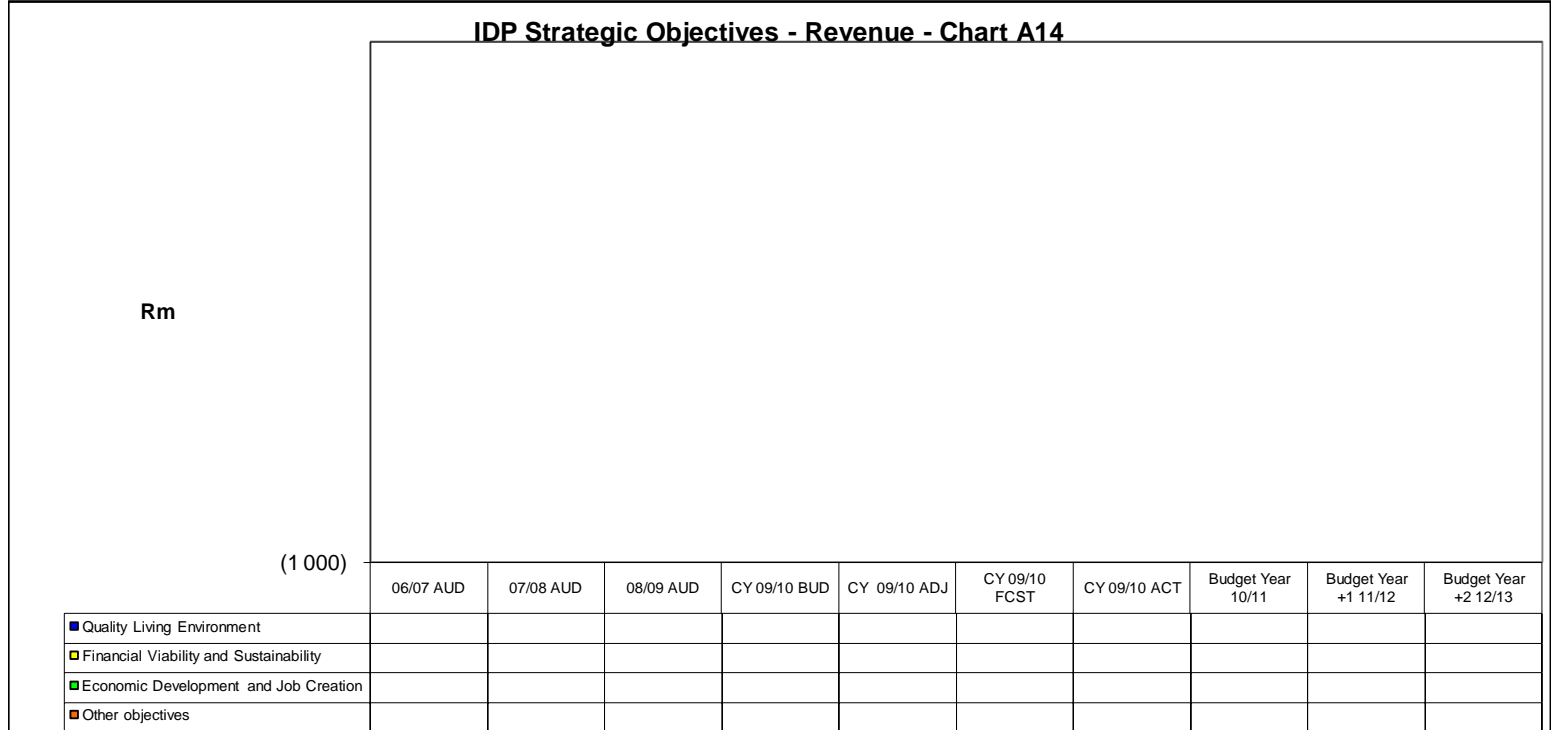 IDP Strategic Objectives - Revenue - Chart A14
Rm
(1 000)
06/07 AUD
07/08 AUD
08/09 AUD
CY 09/10 BUD
CY 09/10 ADJ
CY 09/10
FCST
CY 09/10 ACT
Budget Year
10/11
Budget Year
+1 11/12
Budget Year
+2 12/13
Quality Living Environment
Financial Viability and Sustainability
Economic Development and Job Creation
Other objectives